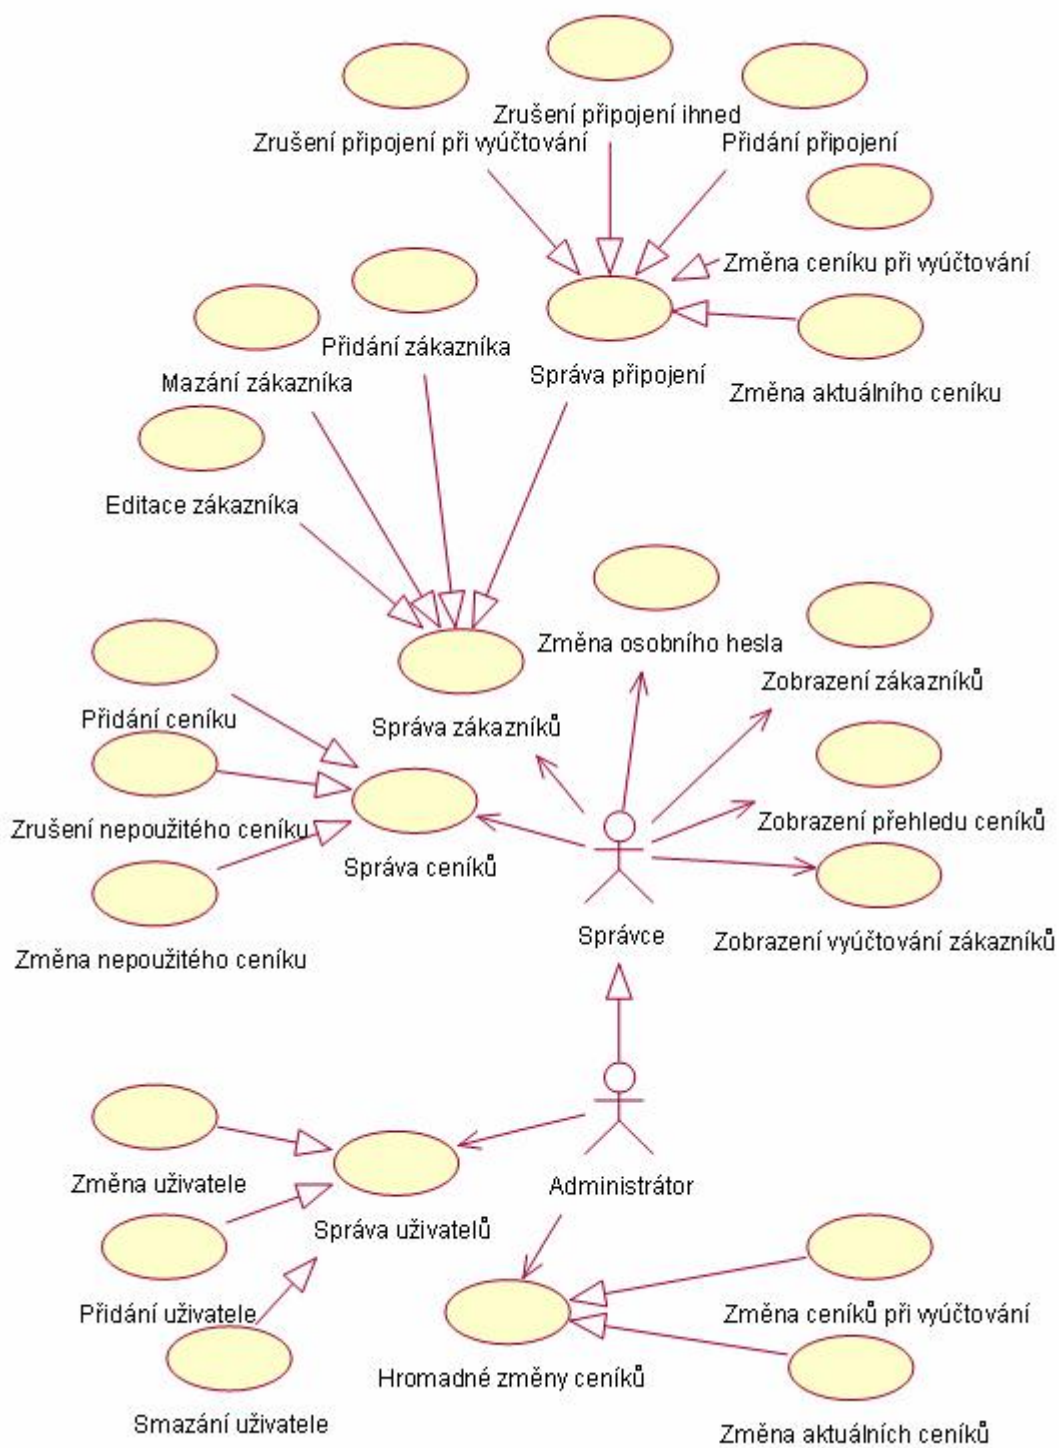 Zrušení připojení ihned
Zrušení připojení při vyúčtování
Přidání připojení
Změna ceníku při vyúčtování
Přidání zákazníka
Mazání zákazníka
Správa připojení
Změna aktuálního ceníku
Editace zákazníka
Změna osobního hesla
Zobrazení zákazníků
Přidání ceníku
Správa zákazníků
Zrušení nepoužitého ceníku
Zobrazení přehledu ceníků
Správa ceníků
Správce
Zobrazení vyúčtování zákazníků
Změna nepoužitého ceníku
Změna uživatele
Administrátor
Správa uživatelů
Přidání uživatele
Změna ceníků při vyúčtování
Hromadné změny ceníků
Smazání uživatele
Změna aktuálních ceníků